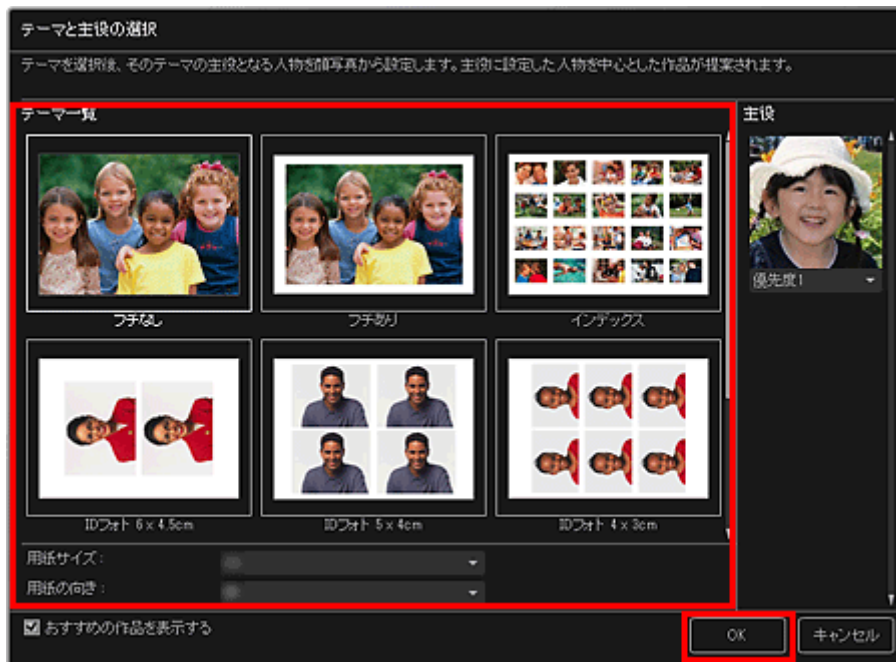 テーマと主役の選択
テーマを選択後、そのテーマの主役となる人物を顔写真から設定します。主役に設定した人物を中心とした作品が提案されます。
テーマ一覧
主役
優先度1
フチなし
フチあり
インデックス
IDフォト 6 x 4.5cm
IDフォト 5 x 4cm
IDフォト 4 x 3cm
用紙サイズ:
用紙の向き:
おすすめの作品を表示する
OK
キャンセル